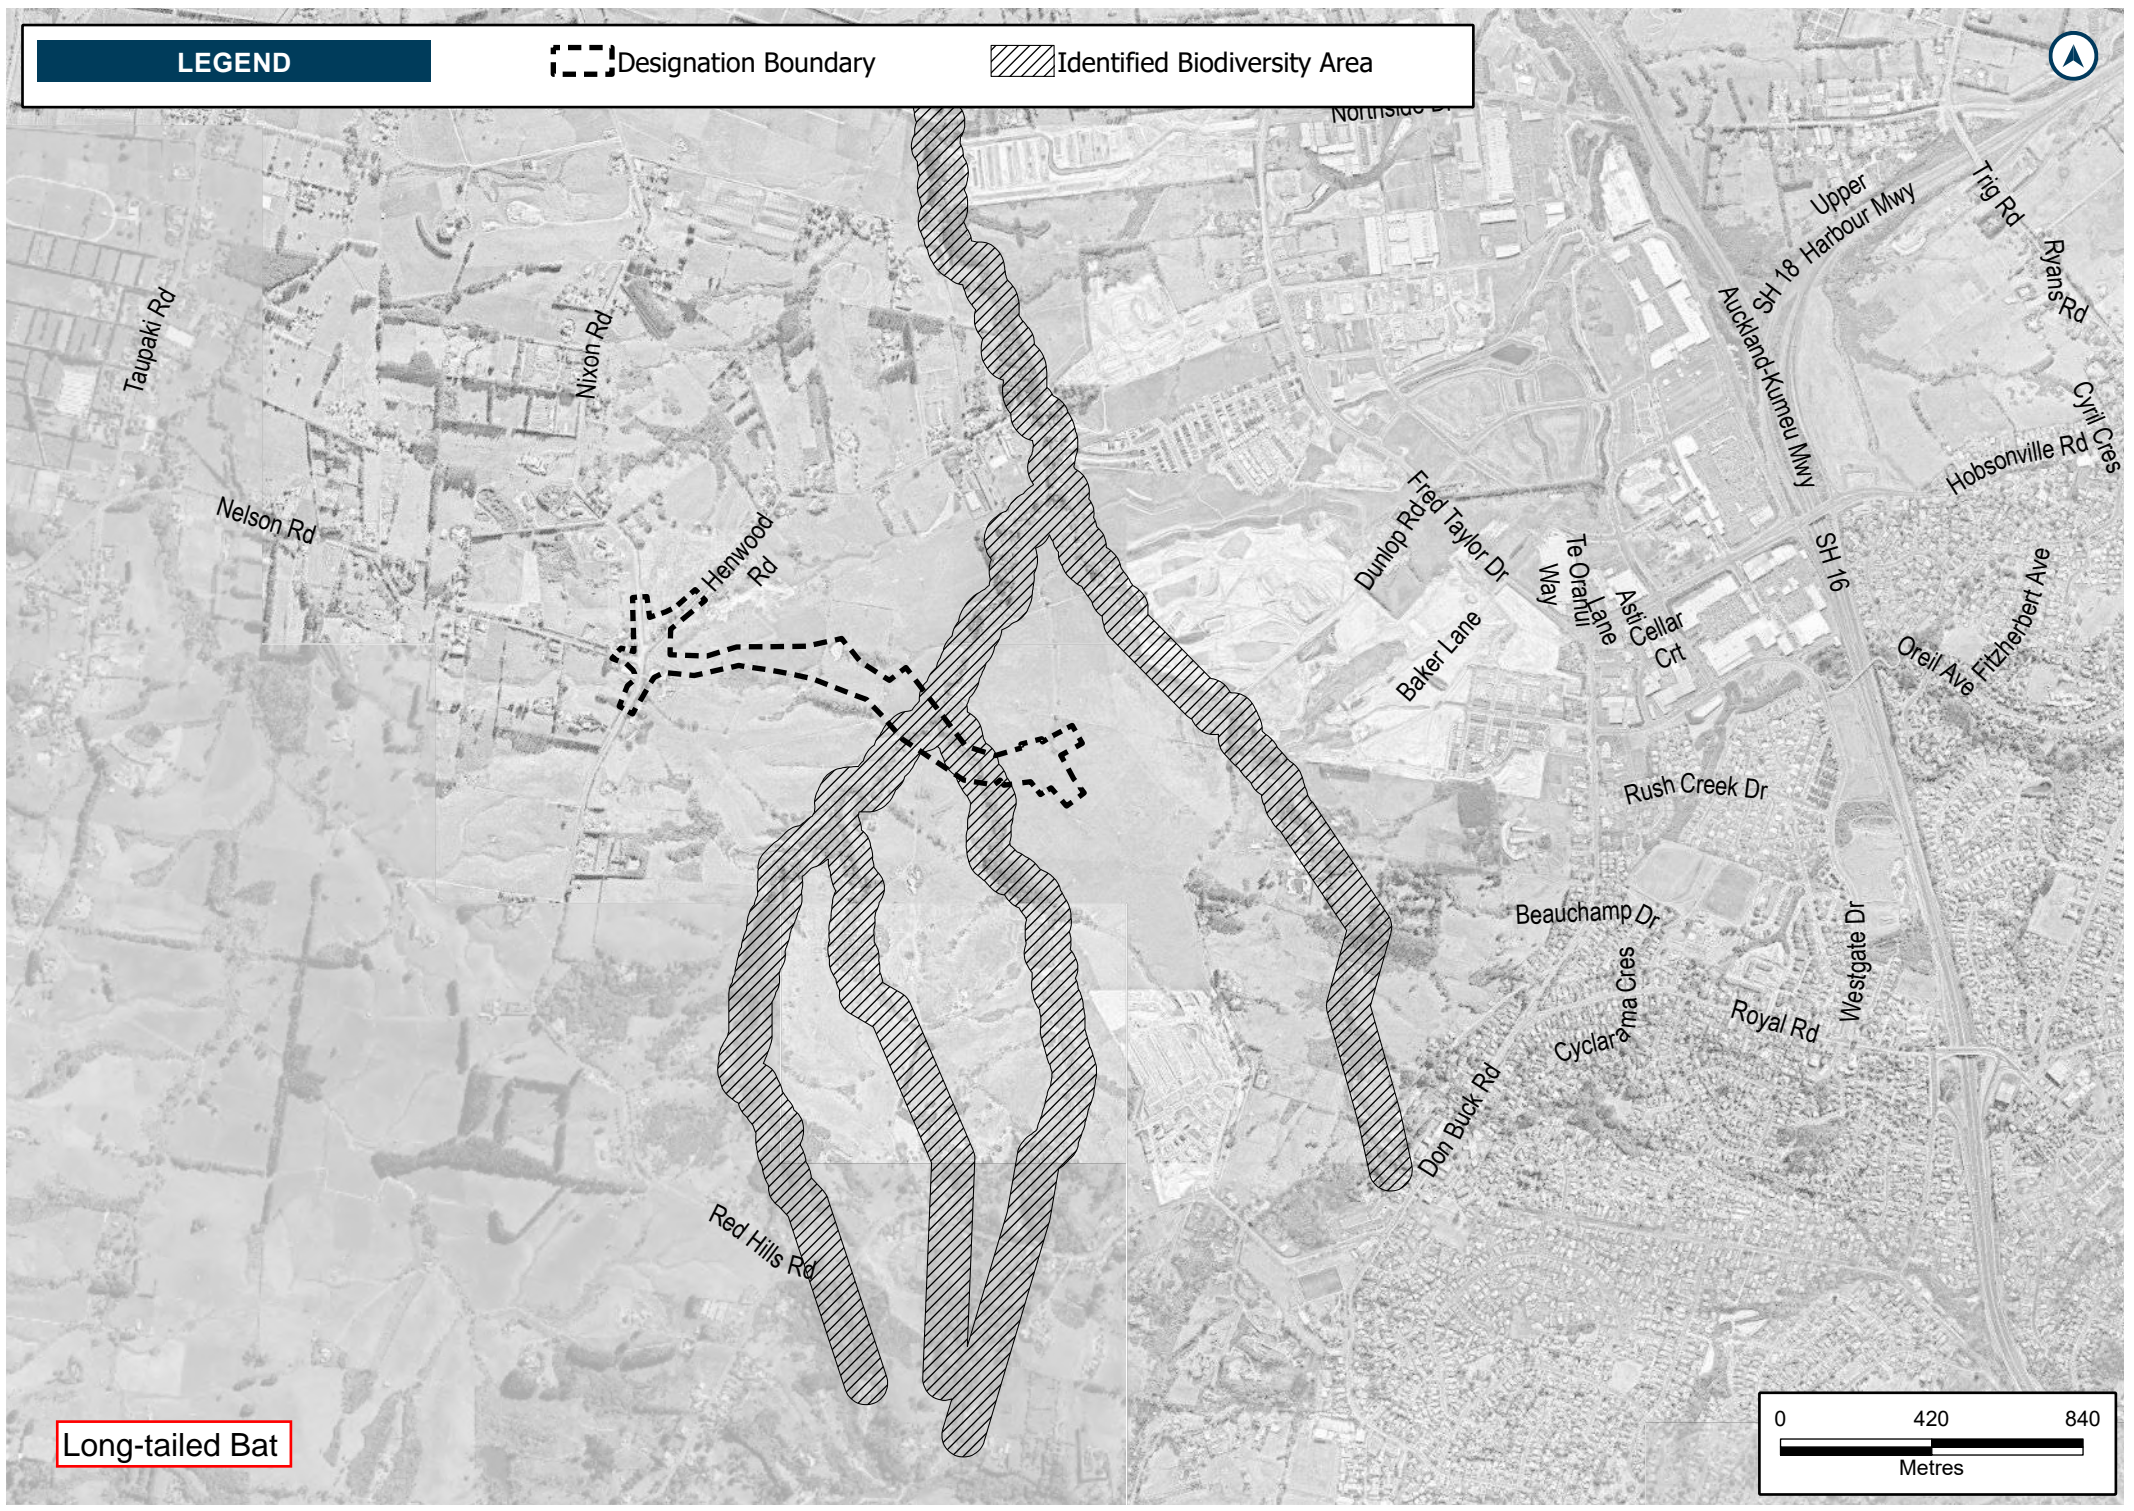 LEGEND
Designation Boundary
Identified Biodiversity Area
Northside Dr
Upper
Harbour Mwy
SH 18
Trig Rd
Ryans Rd
Taupaki Rd
Nixon Rd
Auckland-Kumeu Mwy
Cyril Cres
Hobsonville Rd
Nelson Rd
Henwood
Rd
Fred Taylor Dr
Dunlop Rd
Te Oranui
Way
Astic
Lane
SH 16
Fitzherbert Ave
Cellar
Crt
Baker Lane
Oreil Ave
Rush Creek Dr
Beauchamp Dr
Westgate Dr
Cyclarama Cres
Royal Rd
Don Buck Rd
Red Hills Rd
Long-tailed Bat
0 420 840
Metres